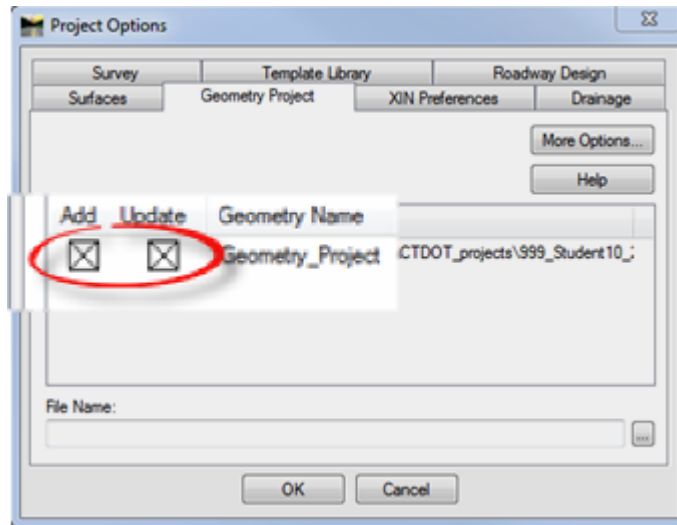 Project Options
Survey Template Library Roadway Design
Surfaces Geometry Project XIN Preferences Drainage
More Options...
Help
Add Update Geometry Name
Geometry_Project CTDOT_projects\999_Student10_
File Name:
...
OK Cancel